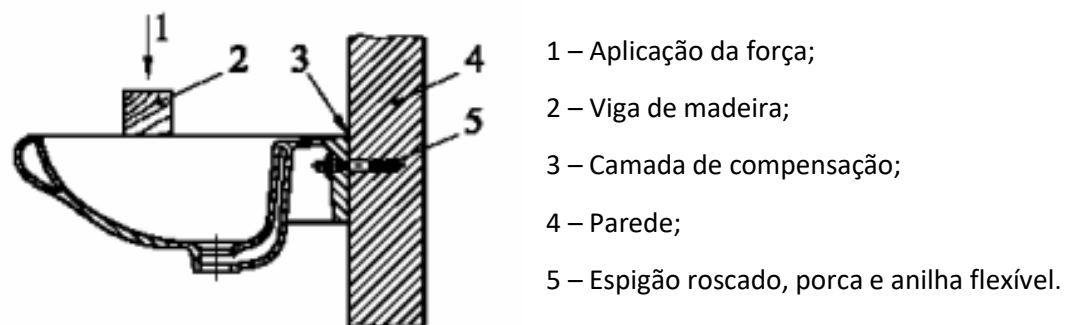 1
2
3
4
5
1 – Aplicação da força;
2 – Viga de madeira;
3 – Camada de compensação;
4 – Parede;
5 – Espigão roscado, porca e anilha flexível.